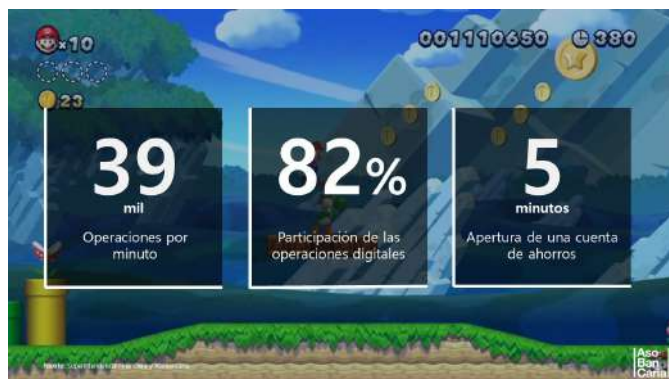 x10
001110650
380
23
39
mil
Operaciones por
minuto
82%
Participación de las
operaciones digitales
5
minutos
Apertura de una cuenta
de ahorros
Aso
Ban
Caria